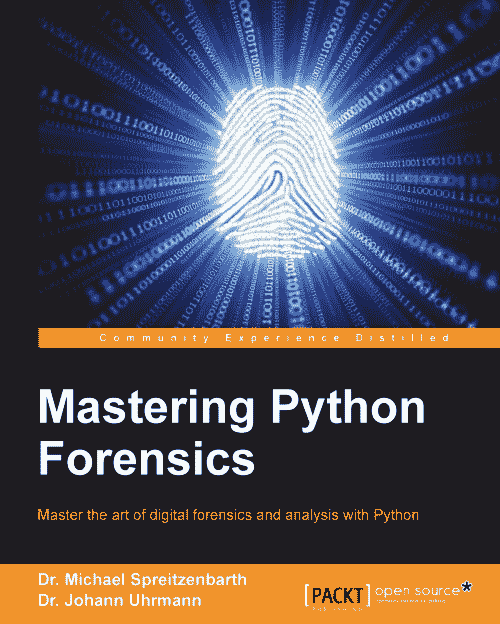 Community Experience Distilled
Mastering Python
Forensics
Master the art of digital forensics and analysis with Python
Dr. Michael Spreitzenbarth
Dr. Johann Uhrmann
[PACKT] open source*
PUBLISHING